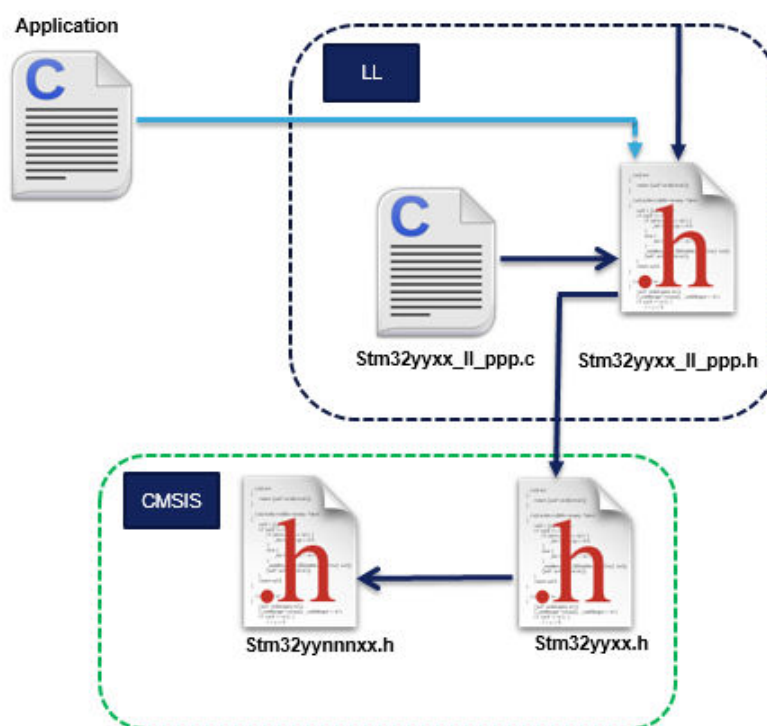 Application
LL
C
C
.h
Stm32yyxx_ll_ppp.c
Stm32yyxx_ll_ppp.h
CMSIS
.h
.h
Stm32yynnnxx.h
Stm32yyxx.h